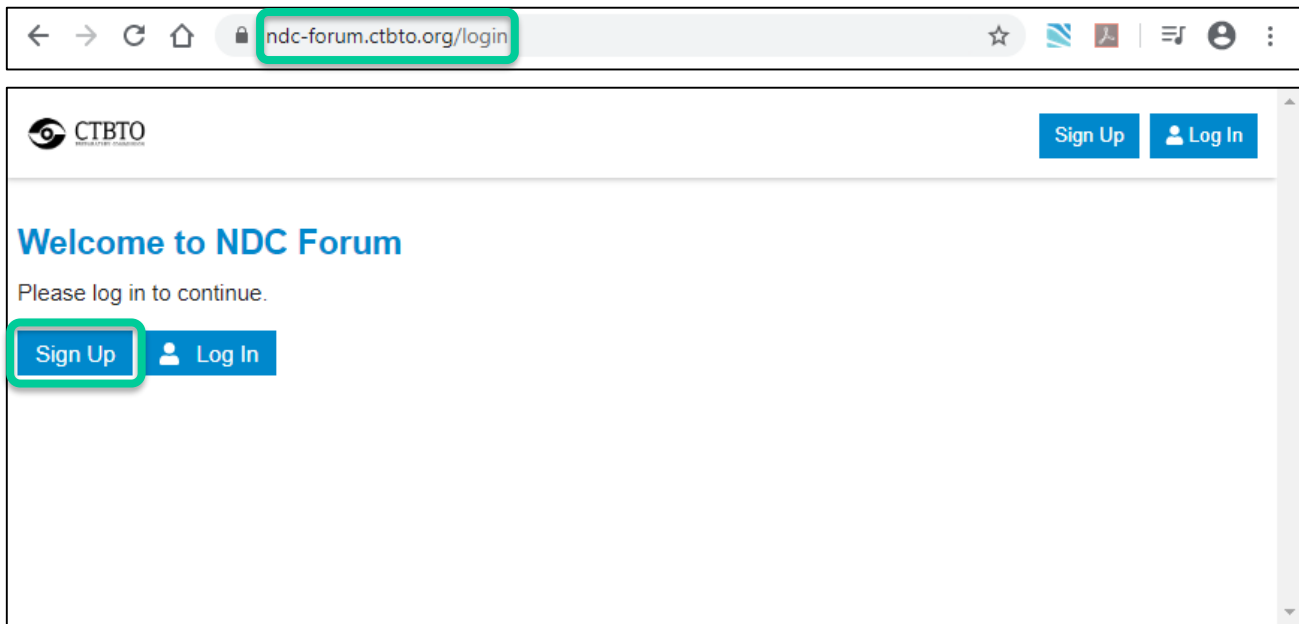 ndc-forum.ctbto.org/login
CTBTO
Sign Up Log In
Welcome to NDC Forum
Please log in to continue.
Sign Up Log In